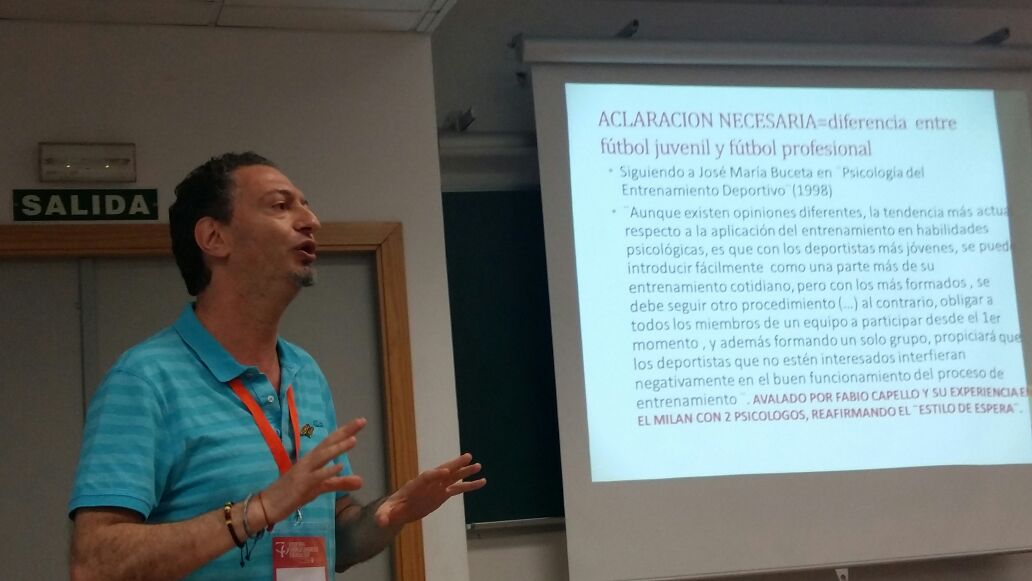 SALIDA
ACLARACION NECESARIA=diferencia entre
fútbol juvenil y fútbol profesional
• Siguiendo a José María Buceta en ¨Psicología del
Entrenamiento Deportivo¨(1998)
• ¨Aunque existen opiniones diferentes, la tendencia más actual
respecto a la aplicación del entrenamiento en habilidades
psicológicas, es que con los deportistas más jóvenes, se puede
introducir fácilmente como una parte más de su
entrenamiento cotidiano, pero con los más formados , se
debe seguir otro procedimiento (...) al contrario, obligar a
todos los miembros de un equipo a participar desde el 1er
momento , y además formando un solo grupo, propiciará que
los deportistas que no estén interesados interfieran
negativamente en el buen funcionamiento del proceso de
entrenamiento ¨. AVALADO POR FABIO CAPELLO Y SU EXPERIENCIA EN
EL MILAN CON 2 PSICOLOGOS, REAFIRMANDO EL ¨ESTILO DE ESPERA¨.